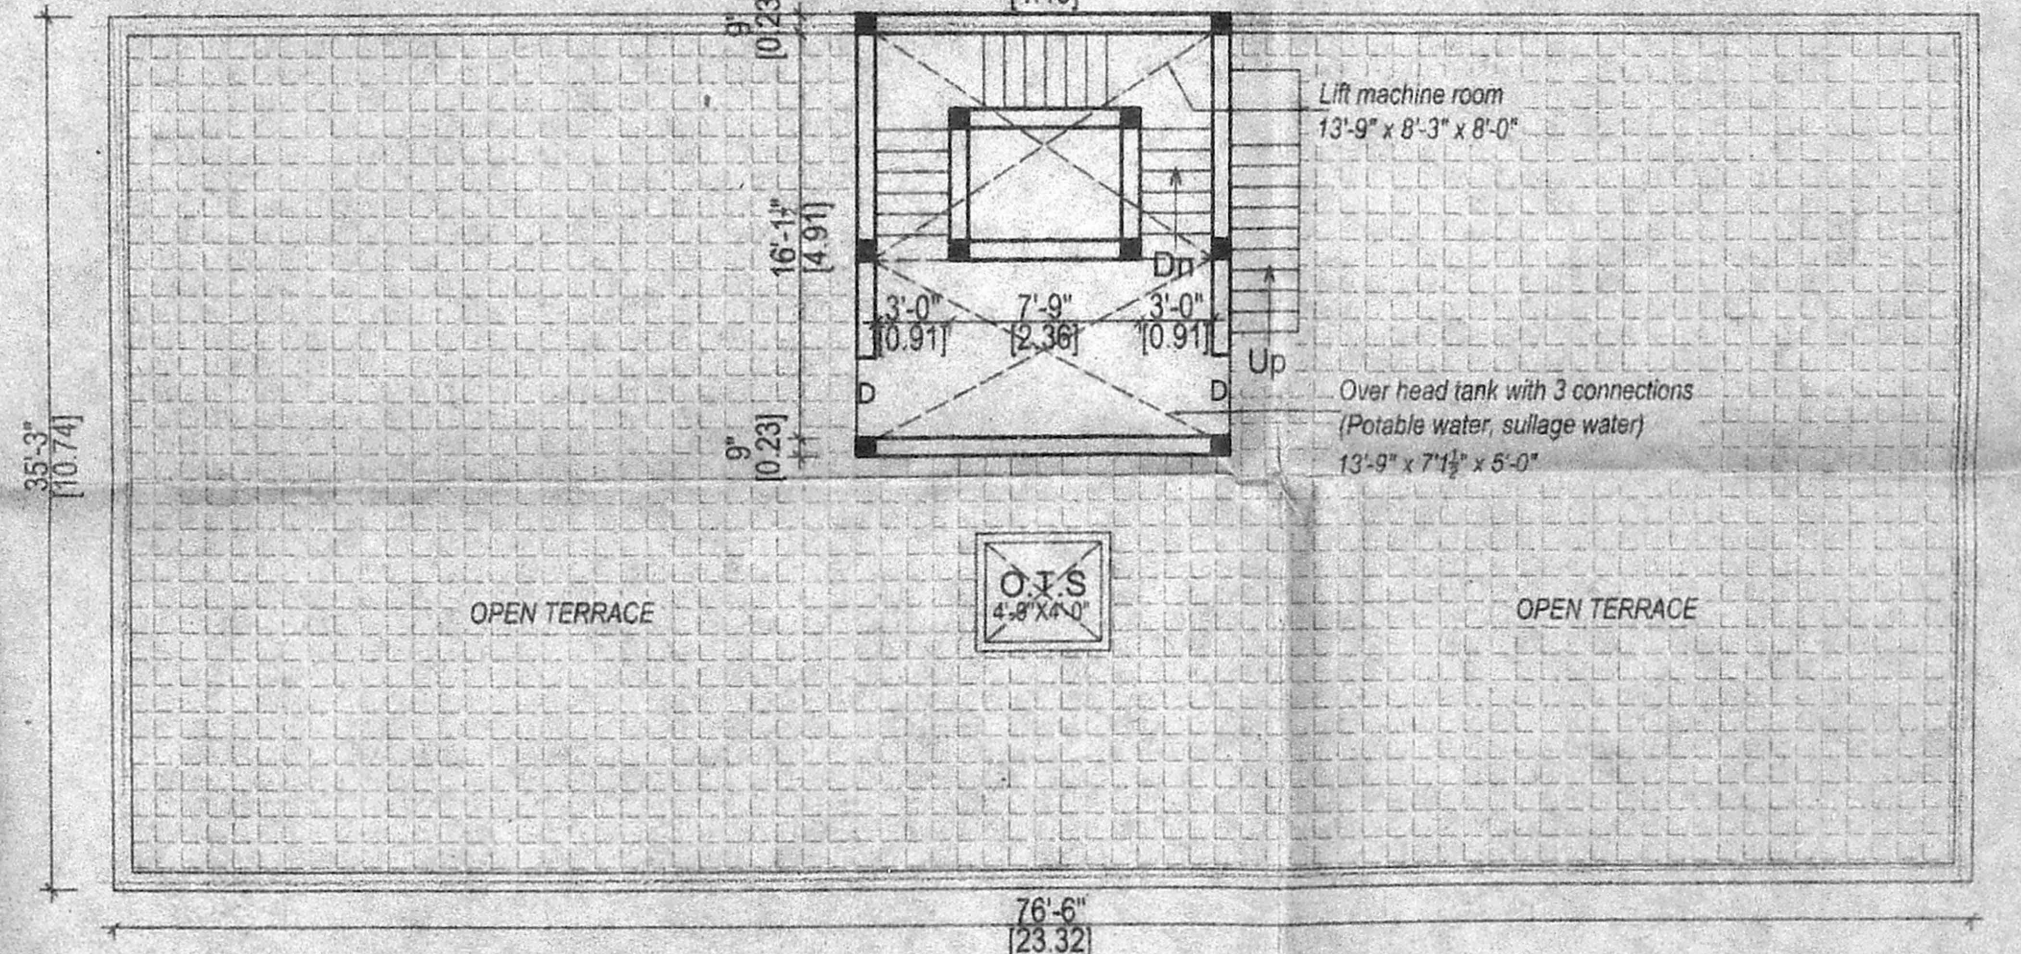 9"
[0.23
Lift machine room
13'-9" x 8'-3" x 8'-0"
16'-1½"
[4.91]
Dn
3'-0" 7'-9" 3'-0"
[0.91] [2.36] [0.91]
Up
D D
Over head tank with 3 connections
(Potable water, sullage water)
13'-9" x 7'1½" x 5'-0"
9"
[0.23]
35'-3"
[10.74]
O.T.S
OPEN TERRACE
OPEN TERRACE
76'-6"
[23.32]